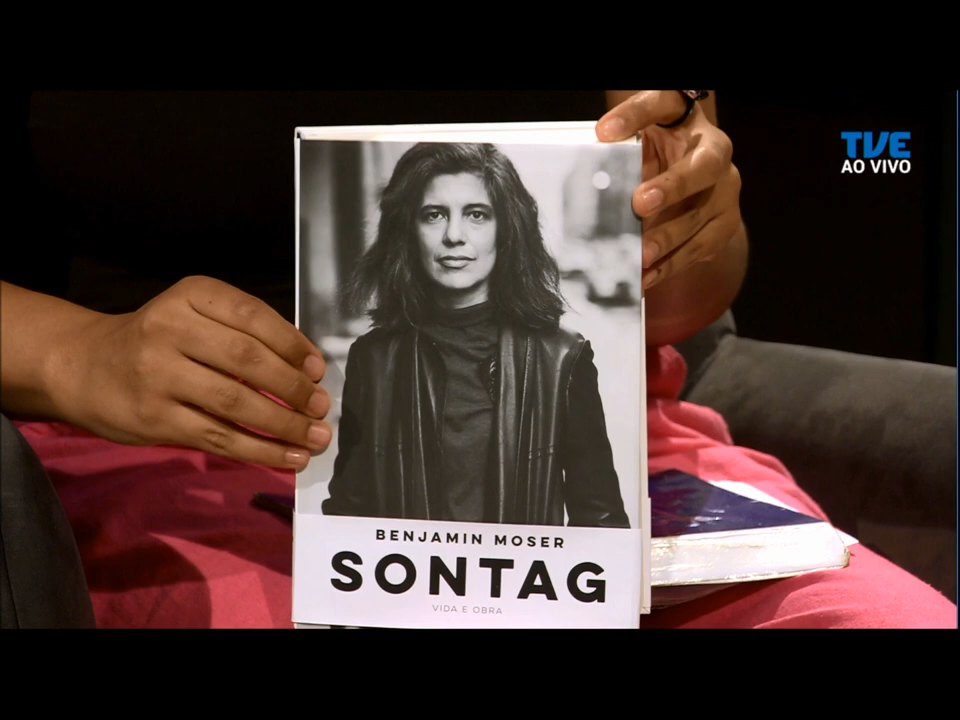 TVE
AO VIVO
BENJAMIN MOSER
SONTAG
VIDA E OBRA